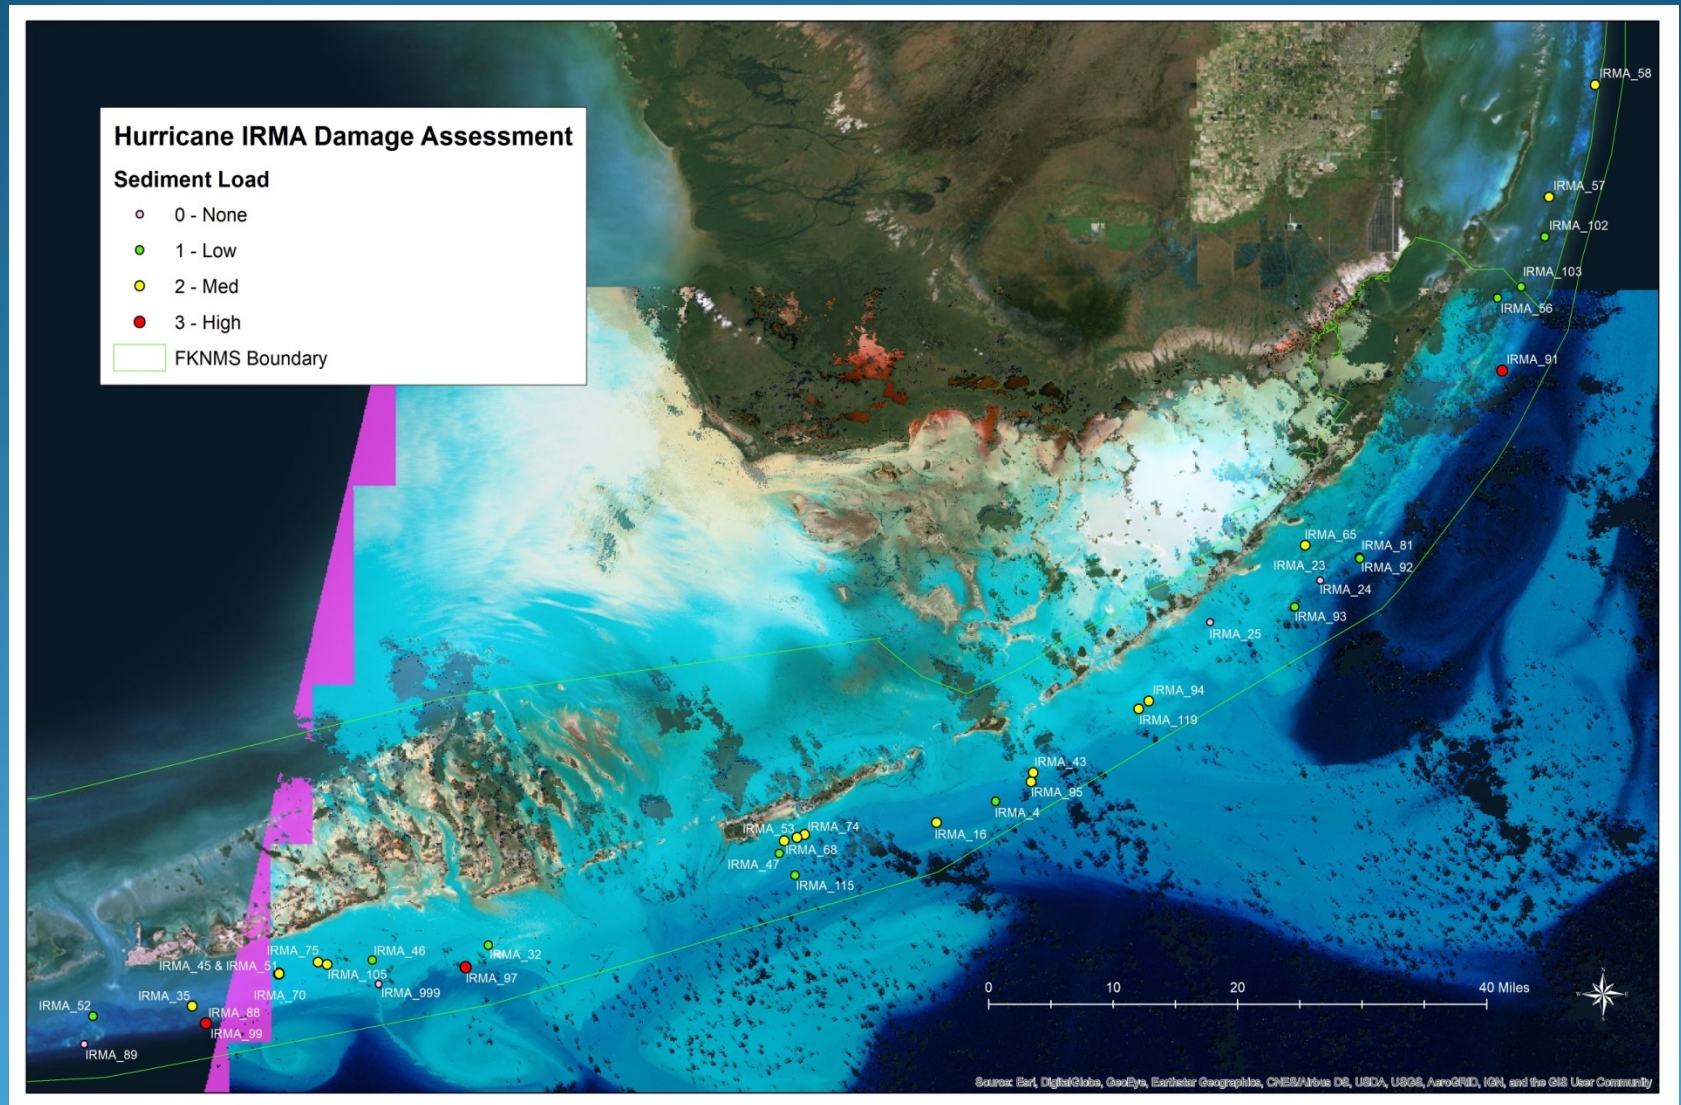 Hurricane IRMA Damage Assessment
Sediment Load
0 - None
1 - Low
2 - Med
3 - High
FKNMS Boundary
IRMA_58
IRMA_57
IRMA_102
IRMA_103
IRMA_56
IRMA_91
IRMA_65
IRMA_81
IRMA_23
IRMA_92
IRMA_24
IRMA_93
IRMA_25
IRMA_94
IRMA_119
IRMA_43
IRMA_95
IRMA_4
IRMA_16
IRMA_53
IRMA_74
IRMA_68
IRMA_47
IRMA_115
IRMA_75
IRMA_46
IRMA_32
IRMA_45 & IRMA_51
IRMA_105
IRMA_97
IRMA_70
IRMA_999
IRMA_52
IRMA_35
IRMA_88
IRMA_99
IRMA_89
N
W
E
S
0 10 20 40 Miles
Source: Esri, DigitalGlobe, GeoEye, Earthstar Geographics, CNES/Airbus DS, USDA, USGS, AeroGRID, IGN, and the GIS User Community